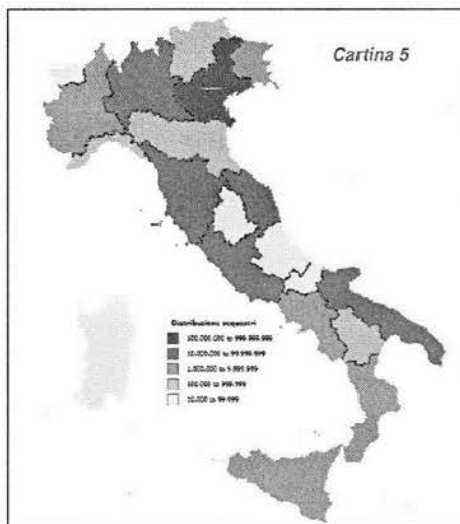 Cartina 5
Distribuzione sequestri
100.000.000 to 999.999.999
10.000.000 to 99.999.999
1.000.000 to 9.999.999
100.000 to 999.999
10.000 to 99.999